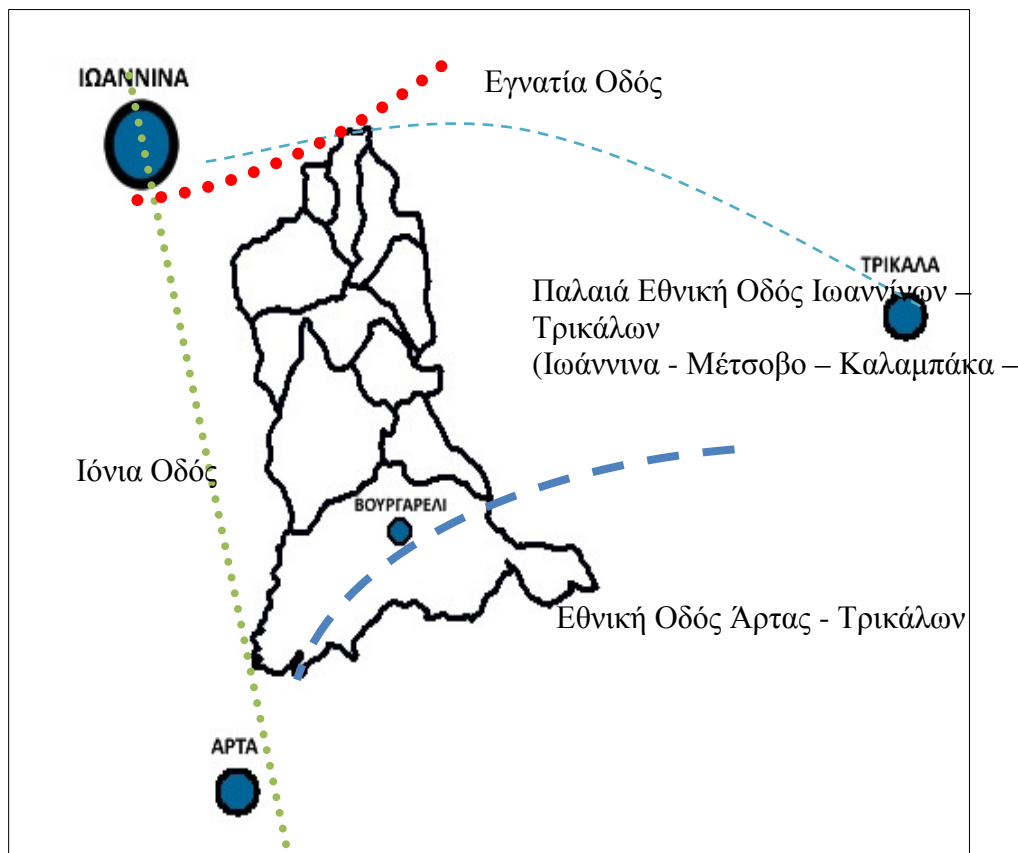 ΙΩΑΝΝΙΝΑ
Εγνατία Οδός
ΤΡΙΚΑΛΑ
Παλαιά Εθνική Οδός Ιωαννίνων –
Τρικάλων
(Ιωάννινα - Μέτσοβο – Καλαμπάκα –
Ιόνια Οδός
ΒΟΥΡΓΑΡΕΛΙ
Εθνική Οδός Άρτας - Τρικάλων
ΑΡΤΑ